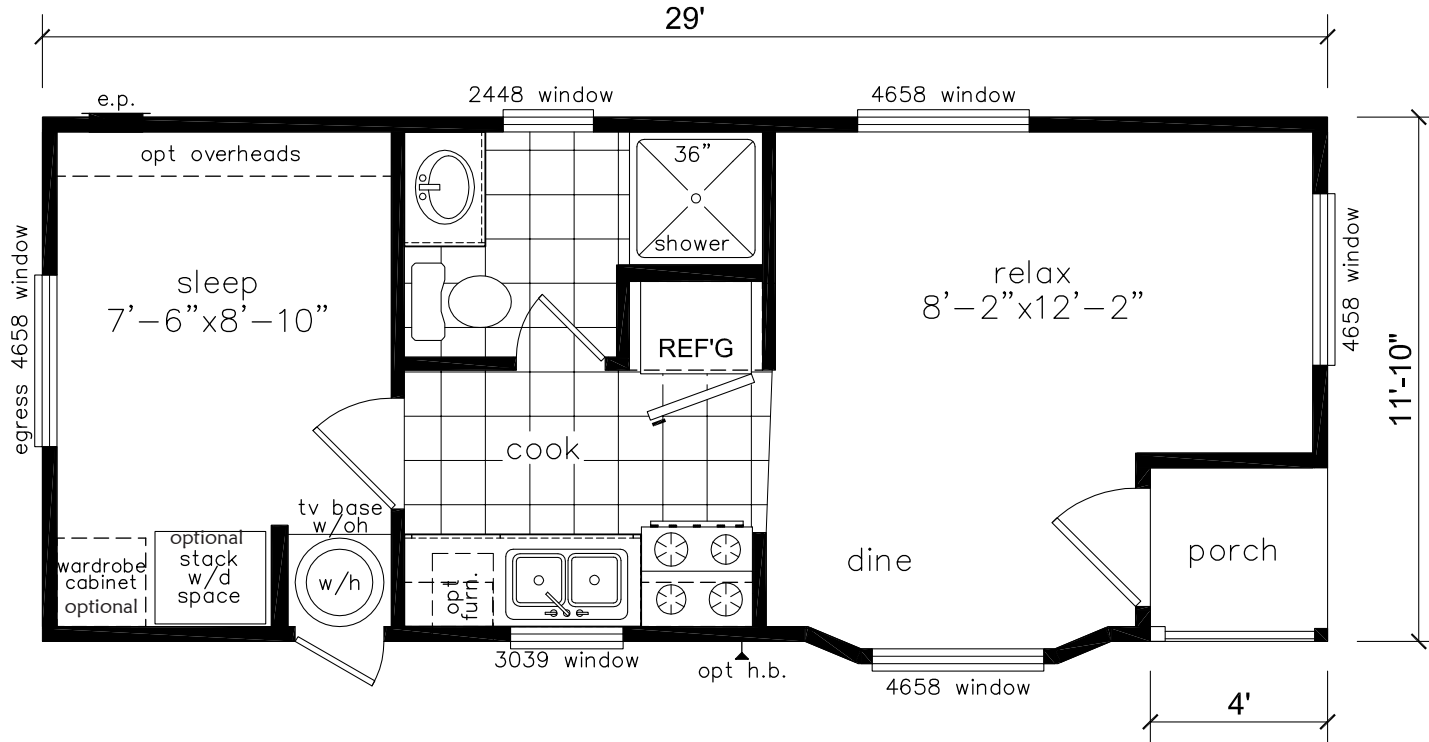 29'
e.p.
2448 window
4658 window
opt overheads
36"
shower
sleep
7'-6"x8'-10"
relax
8'-2"x12'-2"
egress 4658 window
4658 window
11'-10"
REF'G
cook
tv base
w/oh
optional
stack
w/d
space
wardrobe
cabinet
optional
w/h
opt
furn.
dine
porch
3039 window
opt h.b.
4658 window
4'